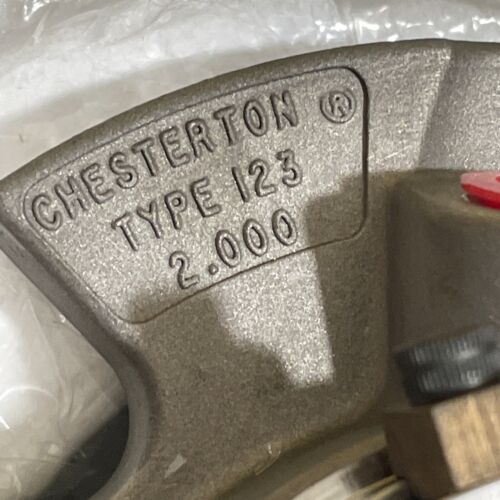 CHESTERTON ®
TYPE 123
2.000